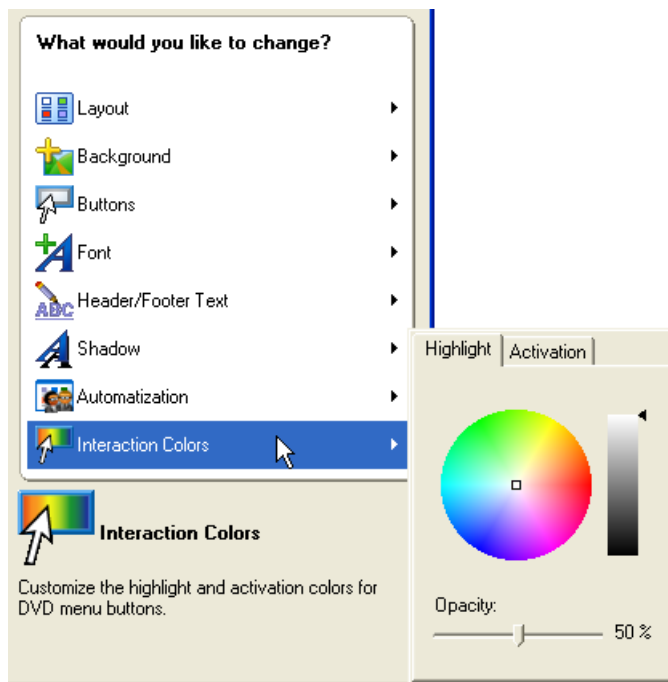 What would you like to change?
Layout
Background
Buttons
Font
ABC Header/Footer Text
Shadow
Automatization
Interaction Colors
Highlight Activation
Interaction Colors
Customize the highlight and activation colors for
DVD menu buttons.
Opacity:
50 %